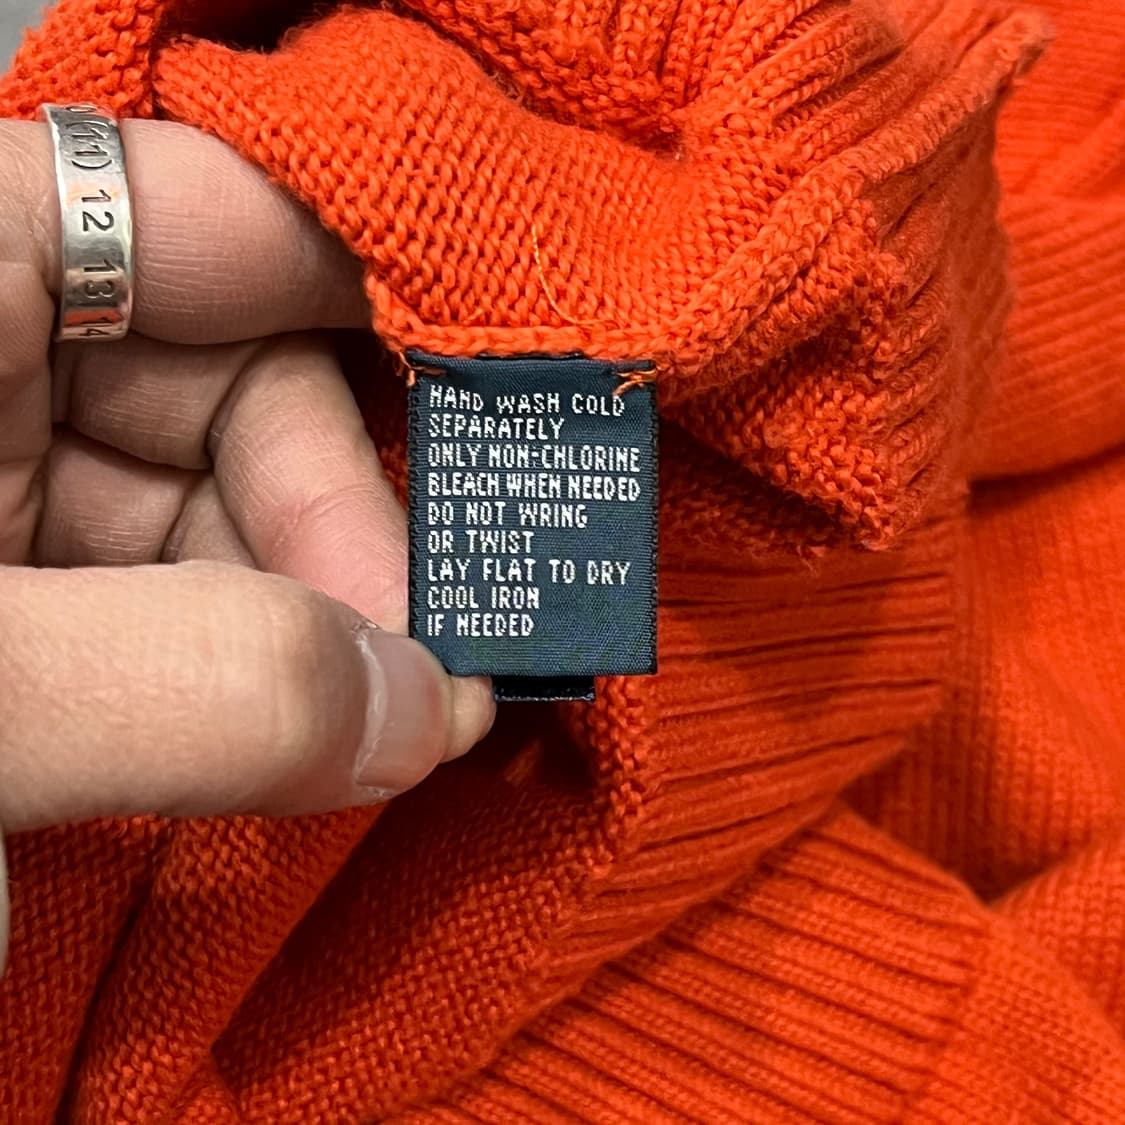 (11) 12 13 14
HAND WASH COLD
SEPARATELY
ONLY NON-CHLORINE
BLEACH WHEN NEEDED
DO NOT WRING
OR TWIST
LAY FLAT TO DRY
COOL IRON
IF NEEDED